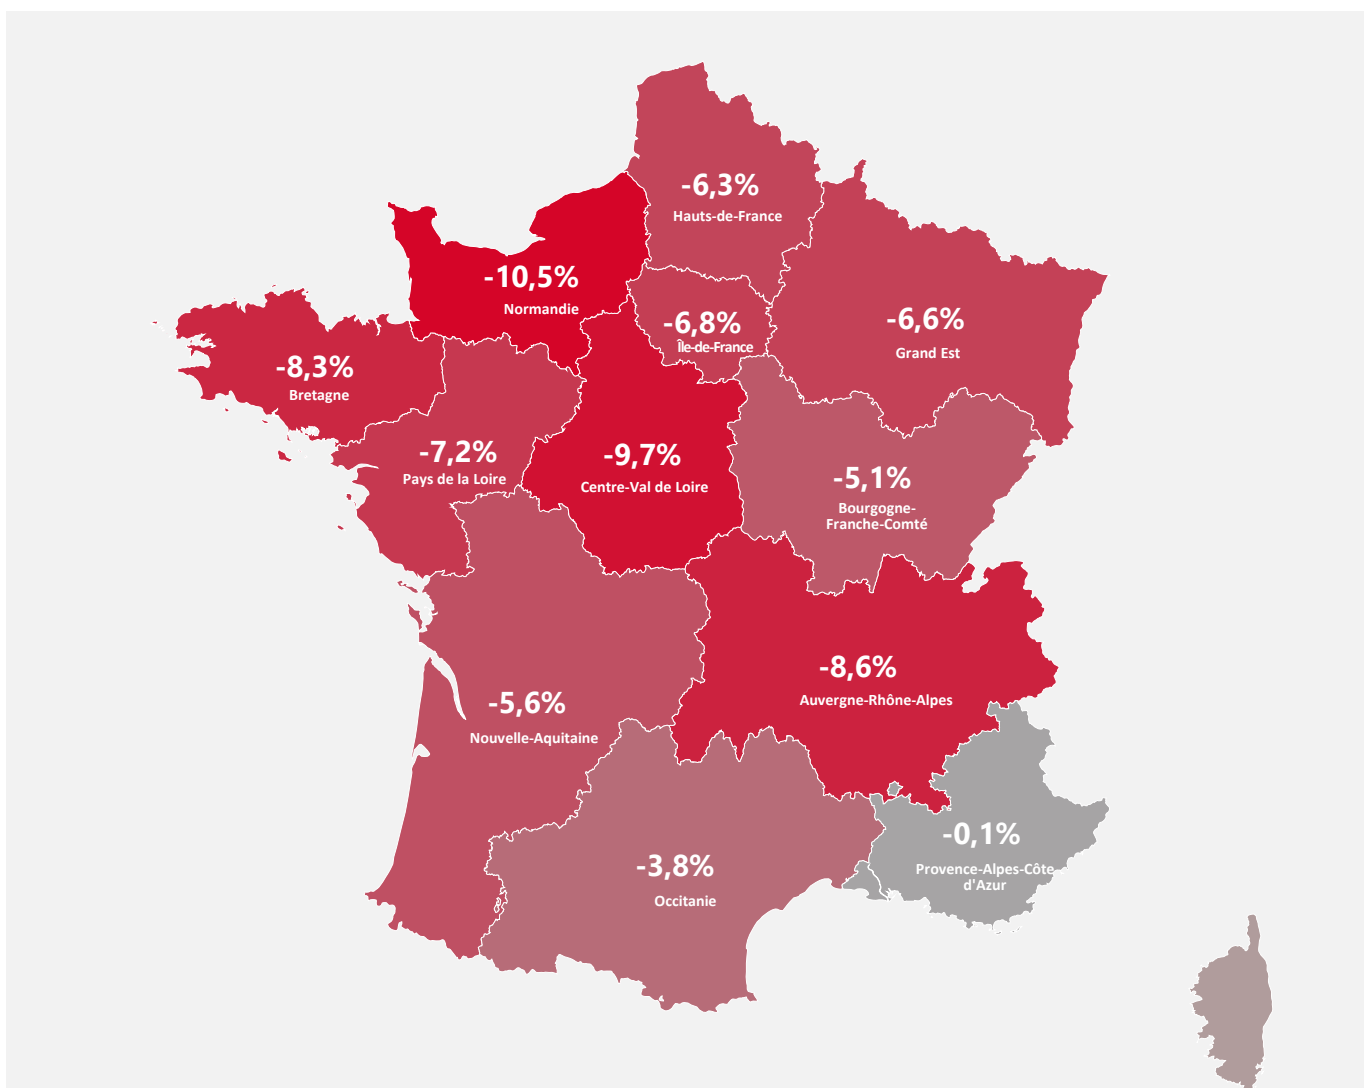 -6,3%
Hauts-de-France
-10,5%
Normandie
-6,8%
Île-de-France
-6,6%
Grand Est
-8,3%
Bretagne
-7,2%
Pays de la Loire
-9,7%
Centre-Val de Loire
-5,1%
Bourgogne-
Franche-Comté
-8,6%
Auvergne-Rhône-Alpes
-5,6%
Nouvelle-Aquitaine
-0,1%
Provence-Alpes-Côte
d'Azur
-3,8%
Occitanie